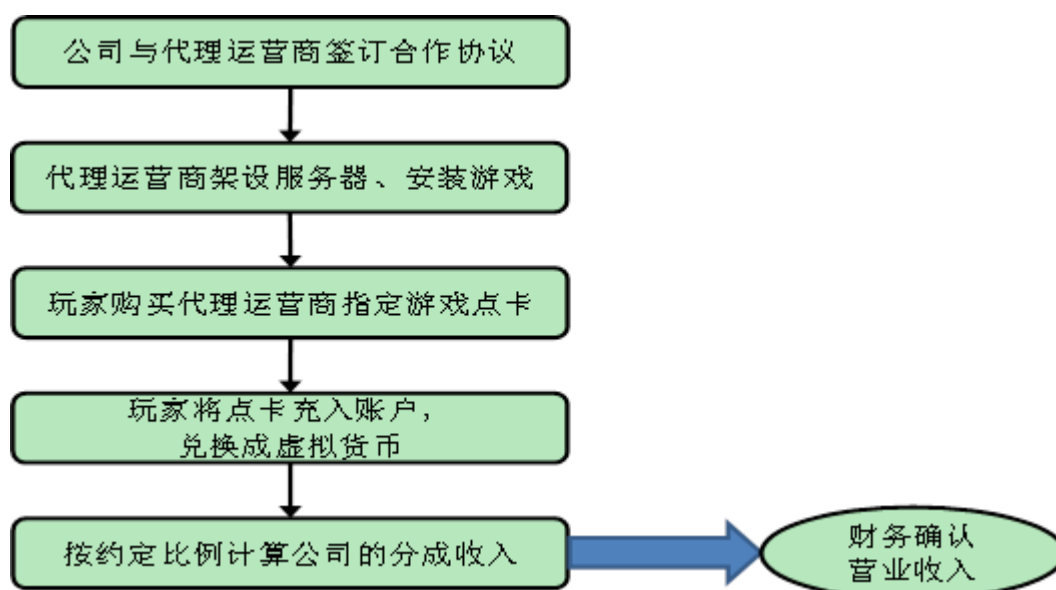 公司与代理运营商签订合作协议
代理运营商架设服务器、安装游戏
玩家购买代理运营商指定游戏点卡
玩家将点卡充入账户，
兑换成虚拟货币
按约定比例计算公司的分成收入
财务确认
营业收入